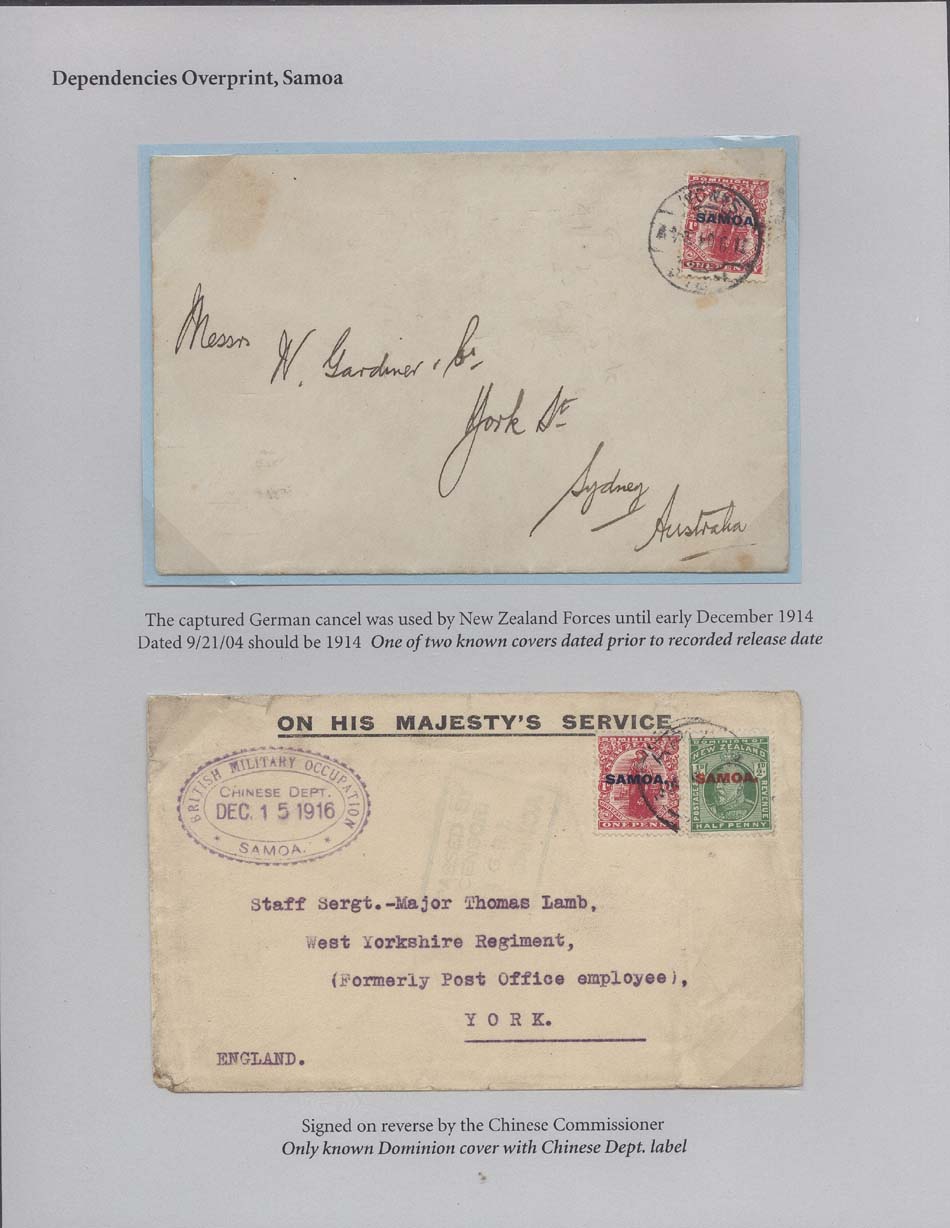 Dependencies Overprint, Samoa
DOMINION OF
SAMOA.
Messrs
W. Gardiner & Co.
York St
Sydney
Australia
The captured German cancel was used by New Zealand Forces until early December 1914
Dated 9/21/04 should be 1914 One of two known covers dated prior to recorded release date
ON HIS MAJESTY'S SERVICE
BRITISH MILITARY OCCUPATION
CHINESE DEPT.
DEC. 15 1916
SAMOA.
SAMOA.
ONE PENNY
DOMINION OF
NEW ZEALAND
½D
SAMOA.
POSTAGE
REVENUE
HALF PENNY
PASSED BY
Staff Sergt.-Major Thomas Lamb,
West Yorkshire Regiment,
(Formerly Post Office employee),
YORK.
ENGLAND.
Signed on reverse by the Chinese Commissioner
Only known Dominion cover with Chinese Dept. label